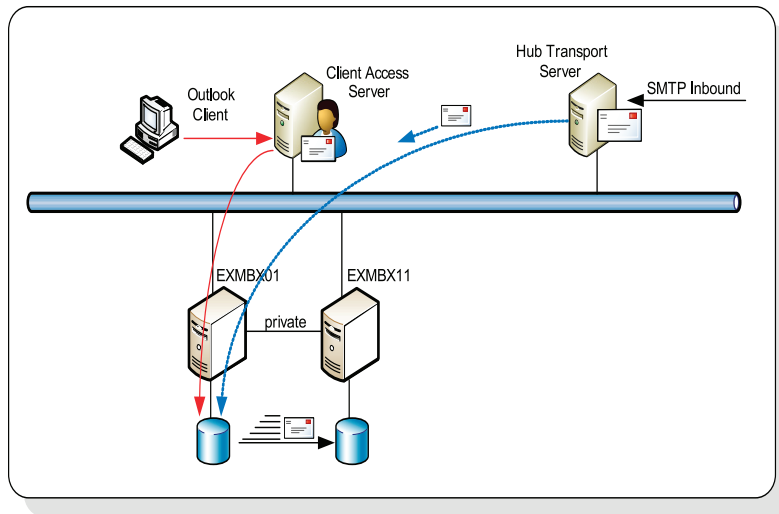 Hub Transport
Server
SMTP Inbound
Client Access
Server
Outlook
Client
EXMBX01
EXMBX11
private